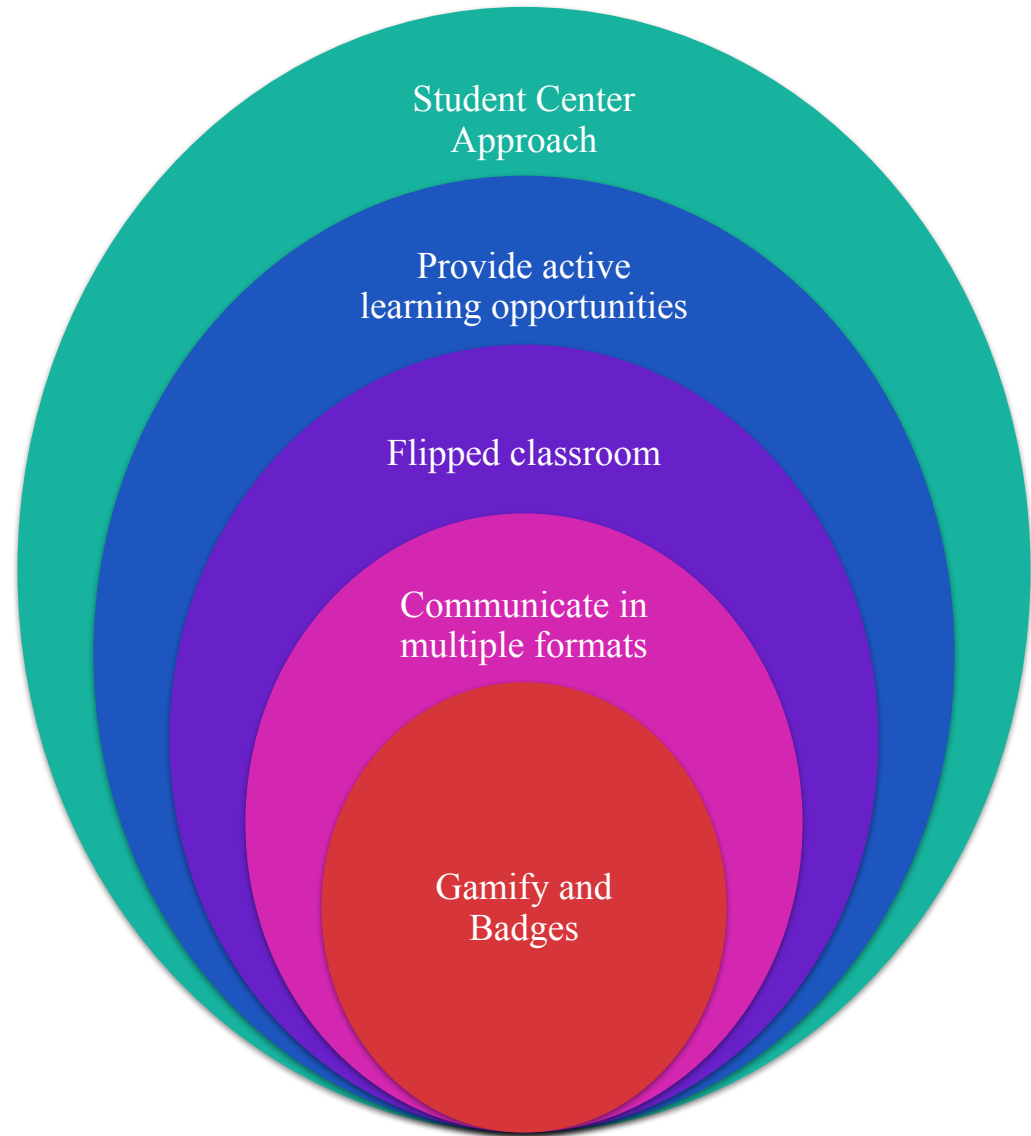 Student Center
Approach
Provide active
learning opportunities
Flipped classroom
Communicate in
multiple formats
Gamify and
Badges